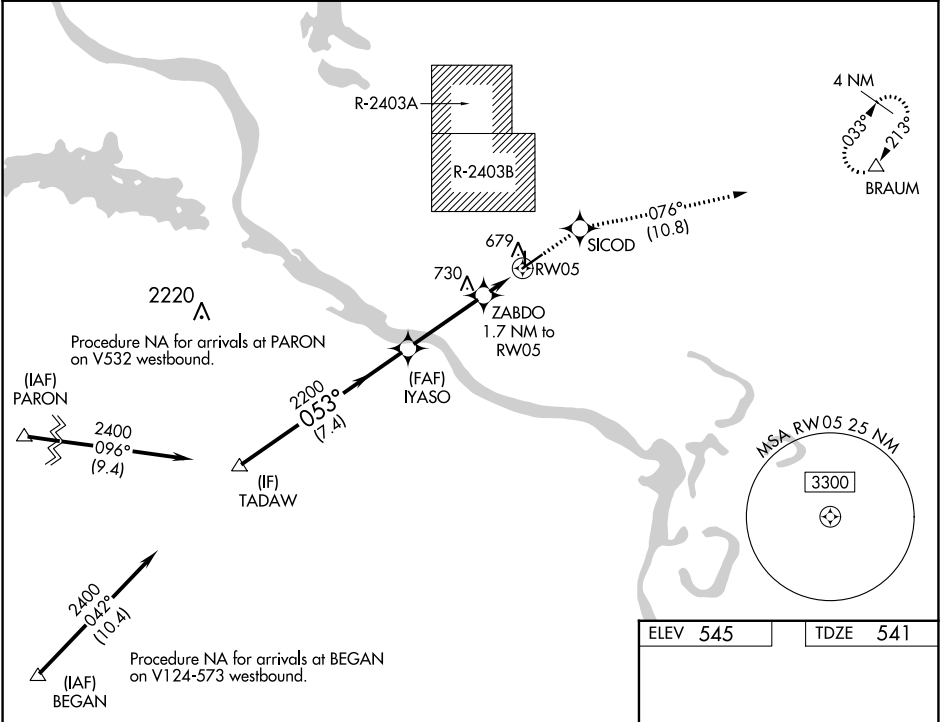 R-2403A
R-2403B
4 NM
033°
213°
BRAUM
076°
(10.8)
SICOD
679
RW05
730
ZABDO
1.7 NM to
RW05
2220
Procedure NA for arrivals at PARON
on V532 westbound.
(IAF)
PARON
2400
096°
(9.4)
2200
053°
(7.4)
(FAF)
IYASO
(IF)
TADAW
MSA RW05 25 NM
3300
2400
042°
(10.4)
(IAF)
BEGAN
Procedure NA for arrivals at BEGAN
on V124-573 westbound.
ELEV 545
TDZE 541